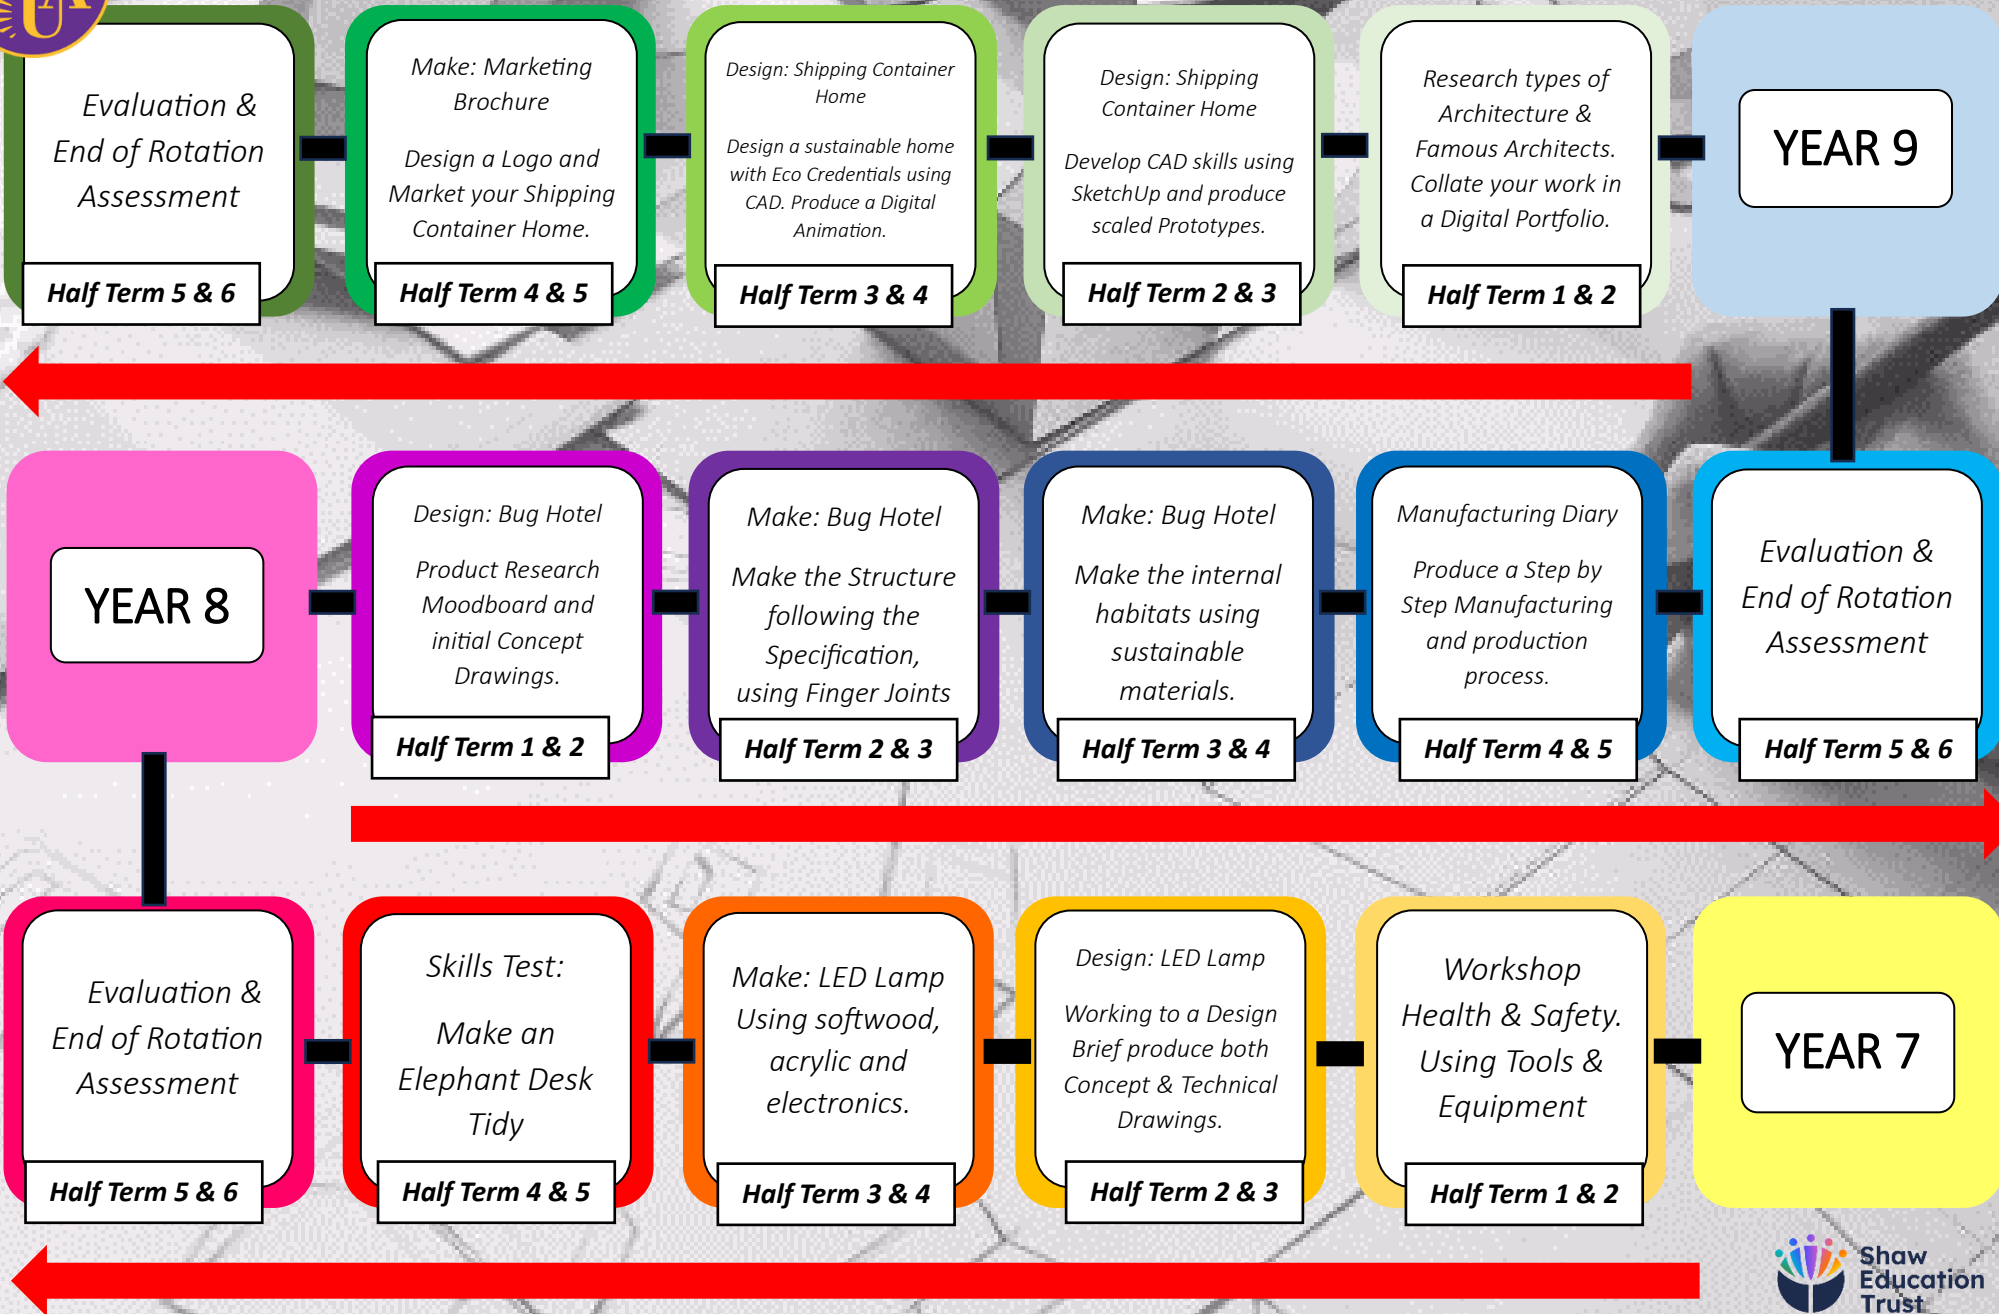 UA
Evaluation &
End of Rotation
Assessment
Half Term 5 & 6
Make: Marketing
Brochure
Design a Logo and
Market your Shipping
Container Home.
Half Term 4 & 5
Design: Shipping Container
Home
Design a sustainable home
with Eco Credentials using
CAD. Produce a Digital
Animation.
Half Term 3 & 4
Design: Shipping
Container Home
Develop CAD skills using
SketchUp and produce
scaled Prototypes.
Half Term 2 & 3
Research types of
Architecture &
Famous Architects.
Collate your work in
a Digital Portfolio.
Half Term 1 & 2
YEAR 9
YEAR 8
Design: Bug Hotel
Product Research
Moodboard and
initial Concept
Drawings.
Half Term 1 & 2
Make: Bug Hotel
Make the Structure
following the
Specification,
using Finger Joints
Half Term 2 & 3
Make: Bug Hotel
Make the internal
habitats using
sustainable
materials.
Half Term 3 & 4
Manufacturing Diary
Produce a Step by
Step Manufacturing
and production
process.
Half Term 4 & 5
Evaluation &
End of Rotation
Assessment
Half Term 5 & 6
Evaluation &
End of Rotation
Assessment
Half Term 5 & 6
Skills Test:
Make an
Elephant Desk
Tidy
Half Term 4 & 5
Make: LED Lamp
Using softwood,
acrylic and
electronics.
Half Term 3 & 4
Design: LED Lamp
Working to a Design
Brief produce both
Concept & Technical
Drawings.
Half Term 2 & 3
Workshop
Health & Safety.
Using Tools &
Equipment
Half Term 1 & 2
YEAR 7
Shaw
Education
Trust